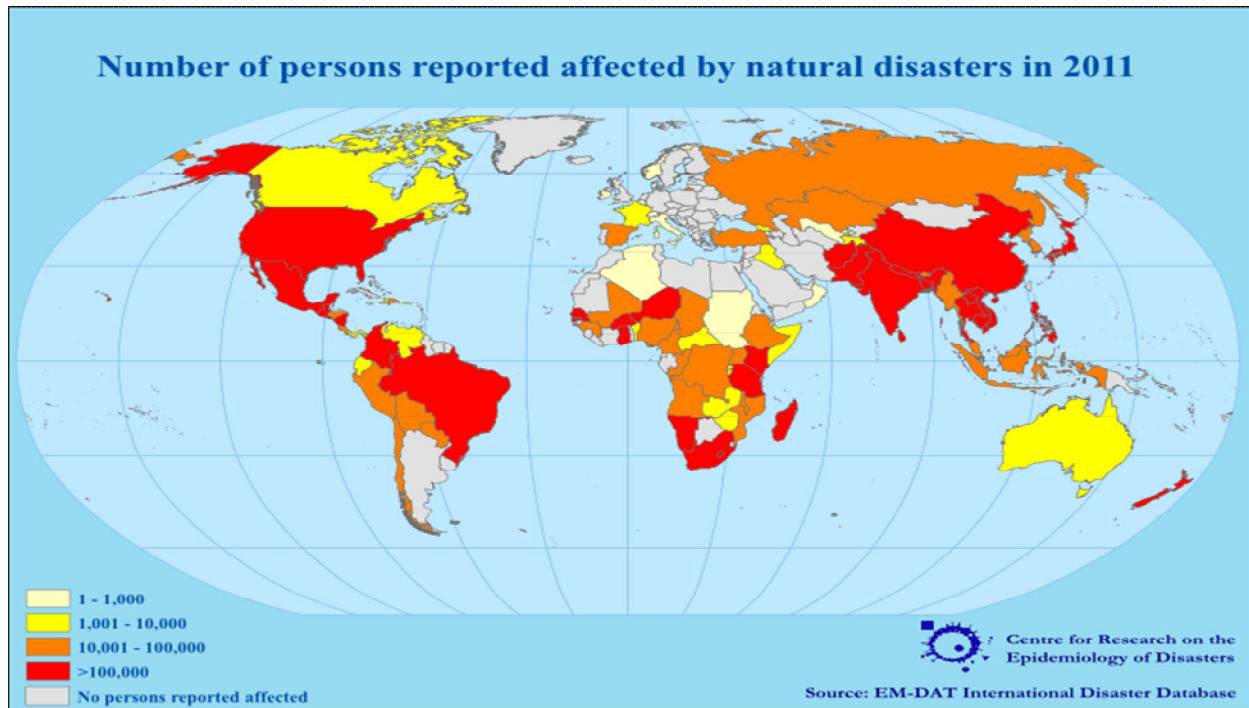 Number of persons reported affected by natural disasters in 2011
1 - 1,000
1,001 - 10,000
10,001 - 100,000
>100,000
No persons reported affected
Centre for Research on the
Epidemiology of Disasters
Source: EM-DAT International Disaster Database